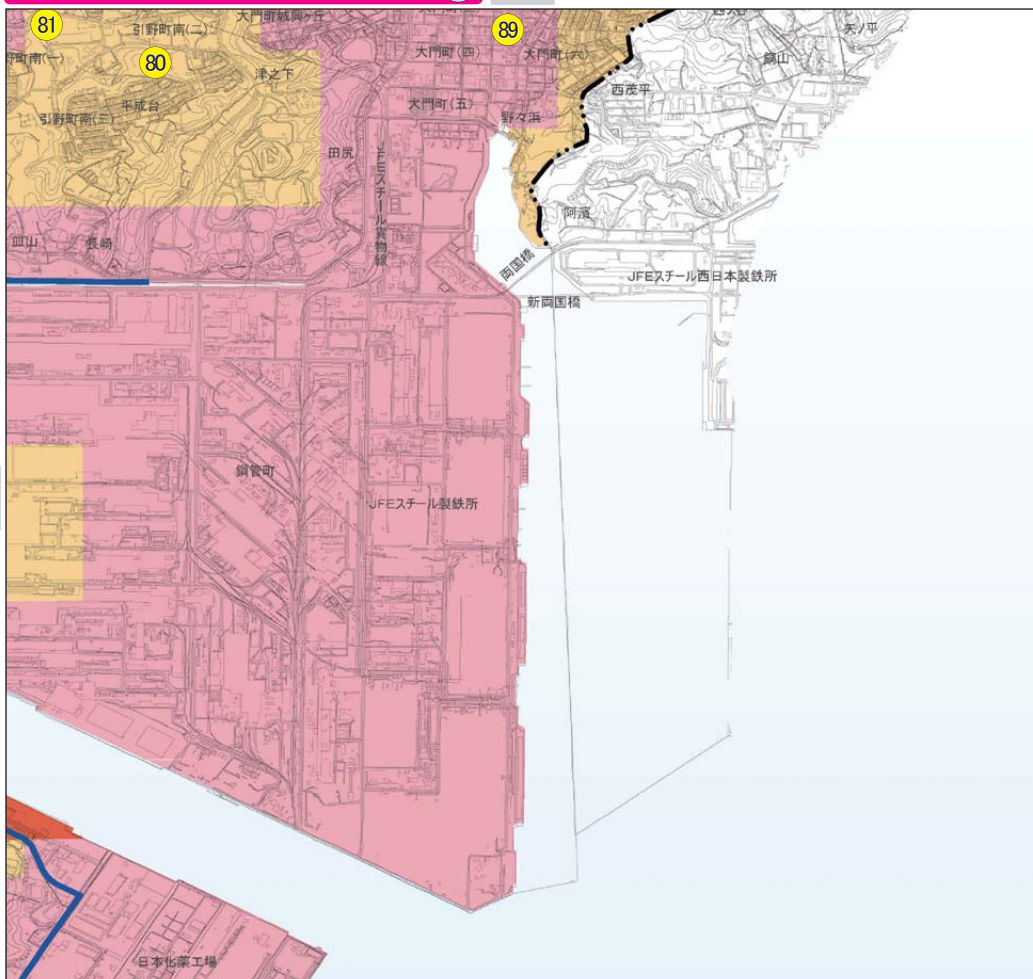 81
引野町南(二)
大門町(四)
89
大門町(六)
矢ノ平
鍋山
野町南(一)
80
津之下
西茂平
平成台
大門町(五)
引野町南(三)
野々浜
田尻
JFEスチール貨物線
阿濱
皿山
長崎
両国橋
JFEスチール西日本製鉄所
新両国橋
鋼管町
JFEスチール製鉄所
日本化薬工場